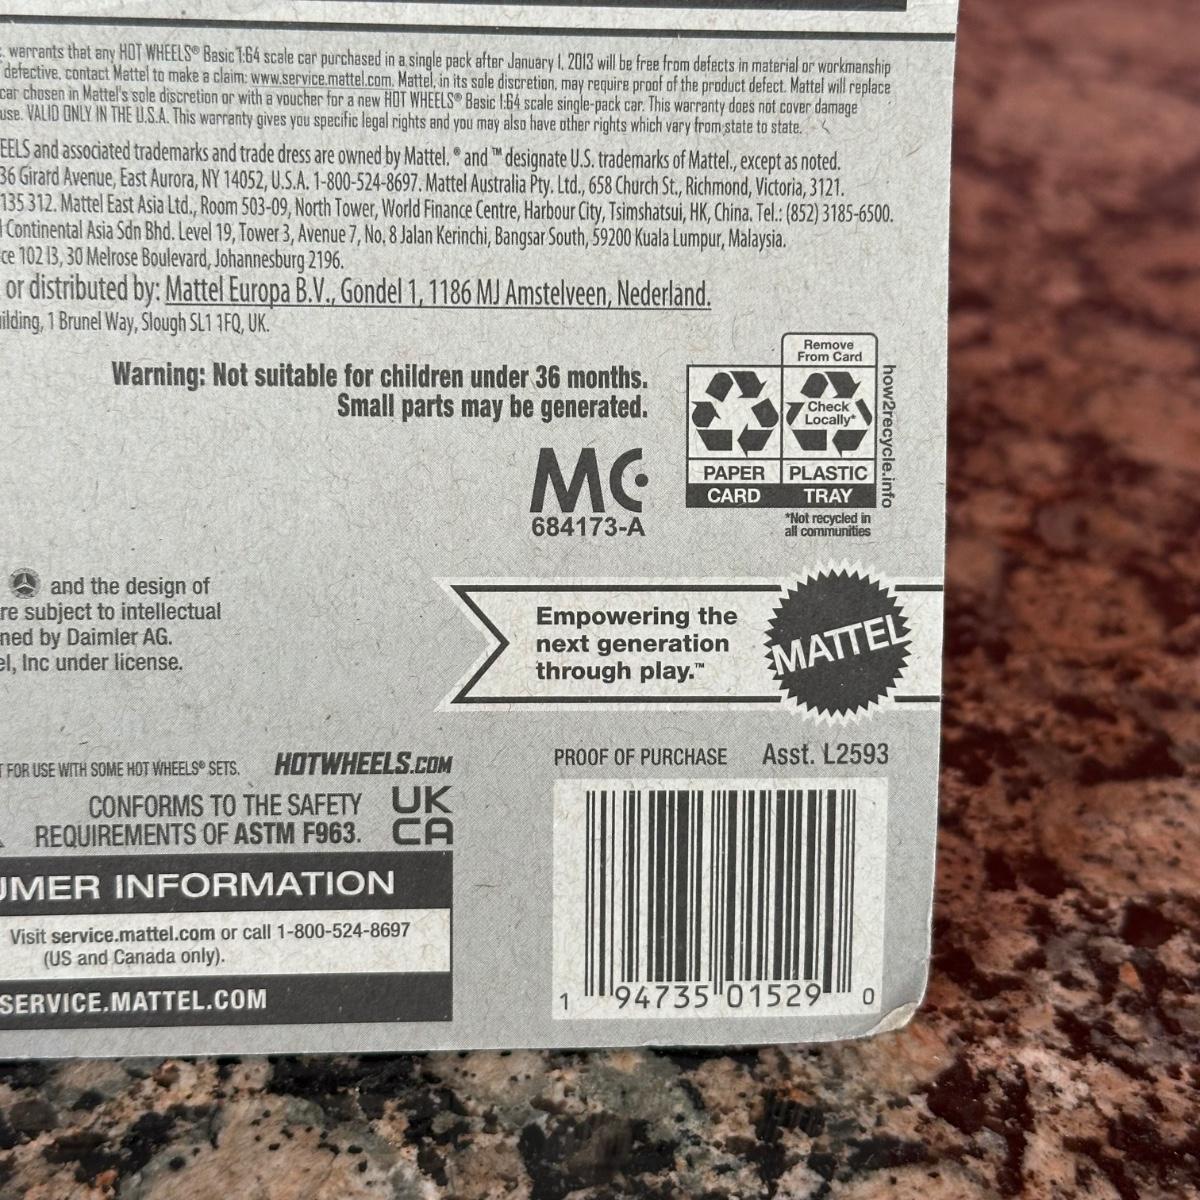 warrants that any HOT WHEELS® Basic 1:64 scale car purchased in a single pack after January 1, 2013 will be free from defects in material or workmanship
defective, contact Mattel to make a claim: www.service.mattel.com. Mattel, in its sole discretion, may require proof of the product defect. Mattel will replace
car chosen in Mattel's sole discretion or with a voucher for a new HOT WHEELS® Basic 1:64 scale single-pack car. This warranty does not cover damage
use. VALID ONLY IN THE U.S.A. This warranty gives you specific legal rights and you may also have other rights which vary from state to state.
EELS and associated trademarks and trade dress are owned by Mattel. ® and ™ designate U.S. trademarks of Mattel., except as noted.
36 Girard Avenue, East Aurora, NY 14052, U.S.A. 1-800-524-8697. Mattel Australia Pty. Ltd., 658 Church St., Richmond, Victoria, 3121.
135 312. Mattel East Asia Ltd., Room 503-09, North Tower, World Finance Centre, Harbour City, Tsimshatsui, HK, China. Tel.: (852) 3185-6500.
Continental Asia Sdn Bhd. Level 19, Tower 3, Avenue 7, No. 8 Jalan Kerinchi, Bangsar South, 59200 Kuala Lumpur, Malaysia.
ce 102 I3, 30 Melrose Boulevard, Johannesburg 2196.
or distributed by: Mattel Europa B.V., Gondel 1, 1186 MJ Amstelveen, Nederland.
ilding, 1 Brunel Way, Slough SL1 1FQ, UK.
Warning: Not suitable for children under 36 months.
Small parts may be generated.
Remove
From Card
Check
Locally*
PAPER
CARD
PLASTIC
TRAY
how2recycle.info
*Not recycled in
all communities
MC
684173-A
and the design of
re subject to intellectual
ned by Daimler AG.
el, Inc under license.
Empowering the
next generation
through play.™
MATTEL
PROOF OF PURCHASE Asst. L2593
T FOR USE WITH SOME HOT WHEELS® SETS. HOTWHEELS.COM
CONFORMS TO THE SAFETY
REQUIREMENTS OF ASTM F963.
UK
CA
UMER INFORMATION
Visit service.mattel.com or call 1-800-524-8697
(US and Canada only).
SERVICE.MATTEL.COM
1 94735 01529 0